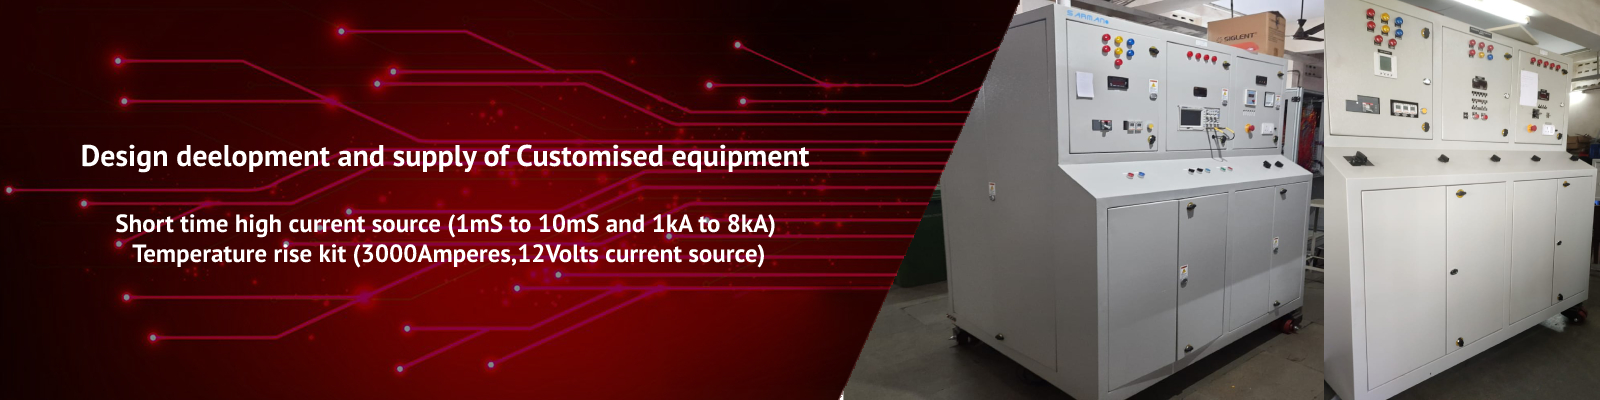 Design deelopment and supply of Customised equipment
Short time high current source (1mS to 10mS and 1kA to 8kA)
Temperature rise kit (3000Amperes,12Volts current source)
SIGLENT